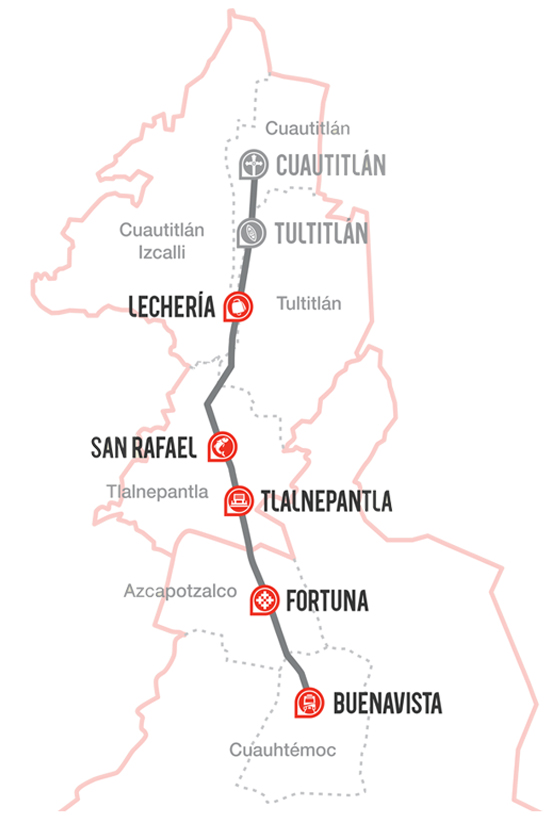 Cuautitlán
CUAUTITLÁN
Cuautitlán
Izcalli
TULTITLÁN
LECHERÍA
Tultitlán
SAN RAFAEL
Tlalnepantla
TLALNEPANTLA
Azcapotzalco
FORTUNA
BUENAVISTA
Cuauhtémoc